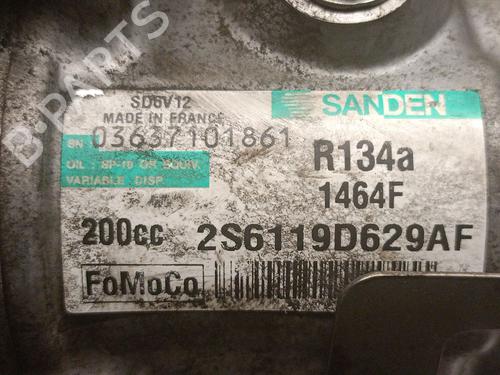 B-PARTS
SD6V12
MADE IN FRANCE
SANDEN
SN 03637101861
OIL : SP-10 OR EQUIV.
VARIABLE DISP.
R134a
1464F
200cc 2S6119D629AF
FoMoCo